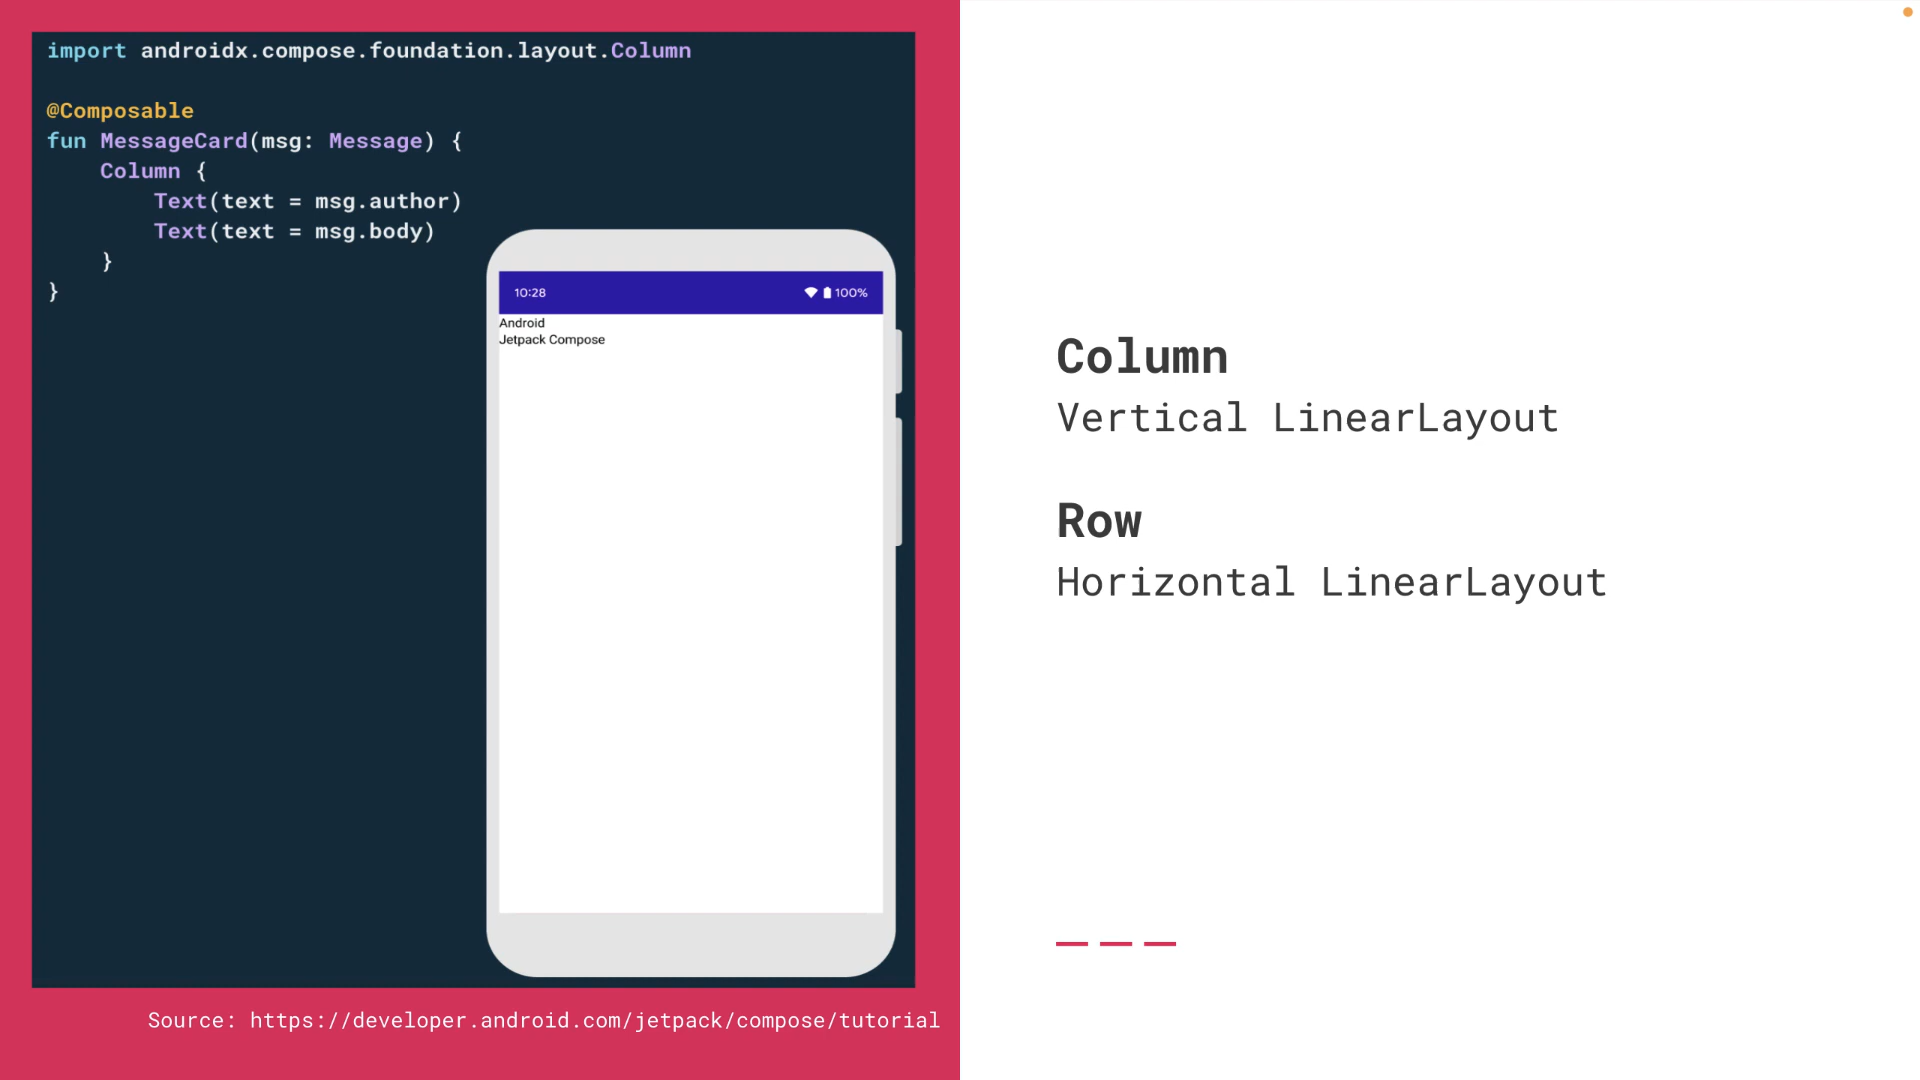 import androidx.compose.foundation.layout.Column
@Composable
fun MessageCard(msg: Message) {
    Column {
        Text(text = msg.author)
        Text(text = msg.body)
    }
}
10:28 100%
Android
Jetpack Compose
Source: https://developer.android.com/jetpack/compose/tutorial
Column
Vertical LinearLayout
Row
Horizontal LinearLayout